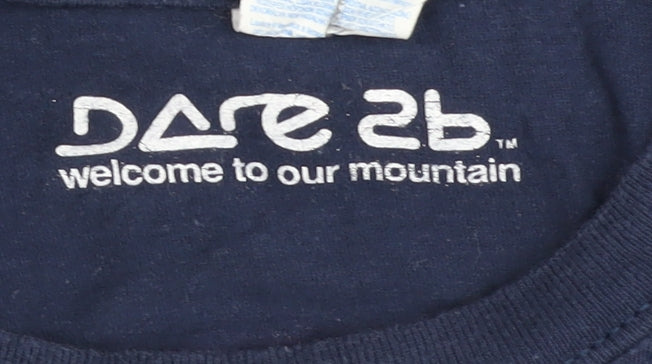 Dare 2b™
welcome to our mountain